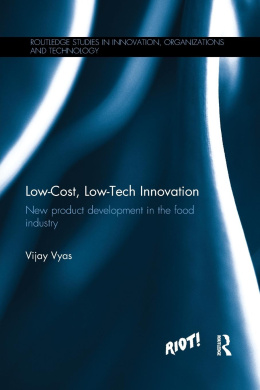 ROUTLEDGE STUDIES IN INNOVATION, ORGANIZATIONS
AND TECHNOLOGY
Low-Cost, Low-Tech Innovation
New product development in the food
industry
Vijay Vyas
RIOT!
R
ROUTLEDGE